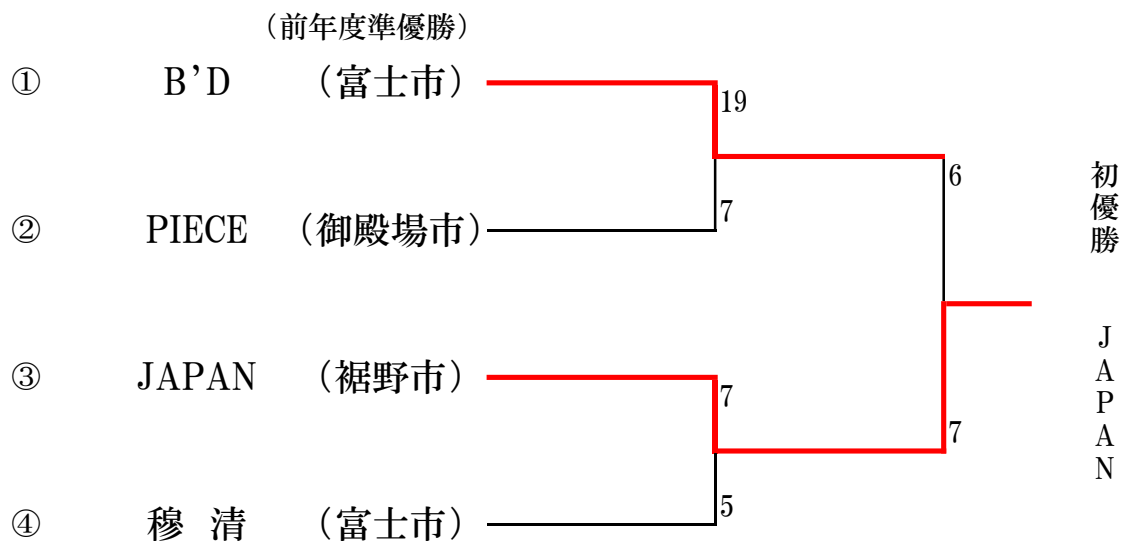 （前年度準優勝）
① B’D （富士市）
19
6
7
② PIECE （御殿場市）
③ JAPAN （裾野市）
7
7
5
④ 穆清 （富士市）
初優勝 JAPAN